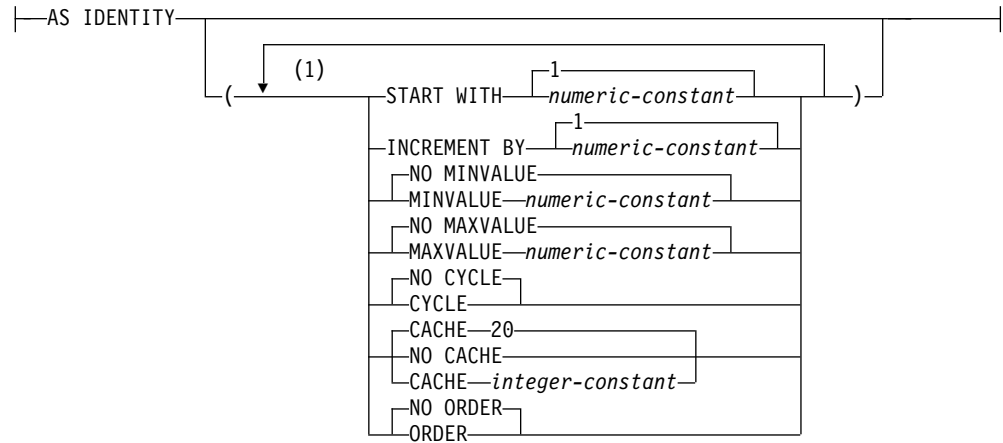 AS IDENTITY
(1)
1
( START WITH numeric-constant )
1
INCREMENT BY numeric-constant
NO MINVALUE
MINVALUE numeric-constant
NO MAXVALUE
MAXVALUE numeric-constant
NO CYCLE
CYCLE
CACHE 20
NO CACHE
CACHE integer-constant
NO ORDER
ORDER